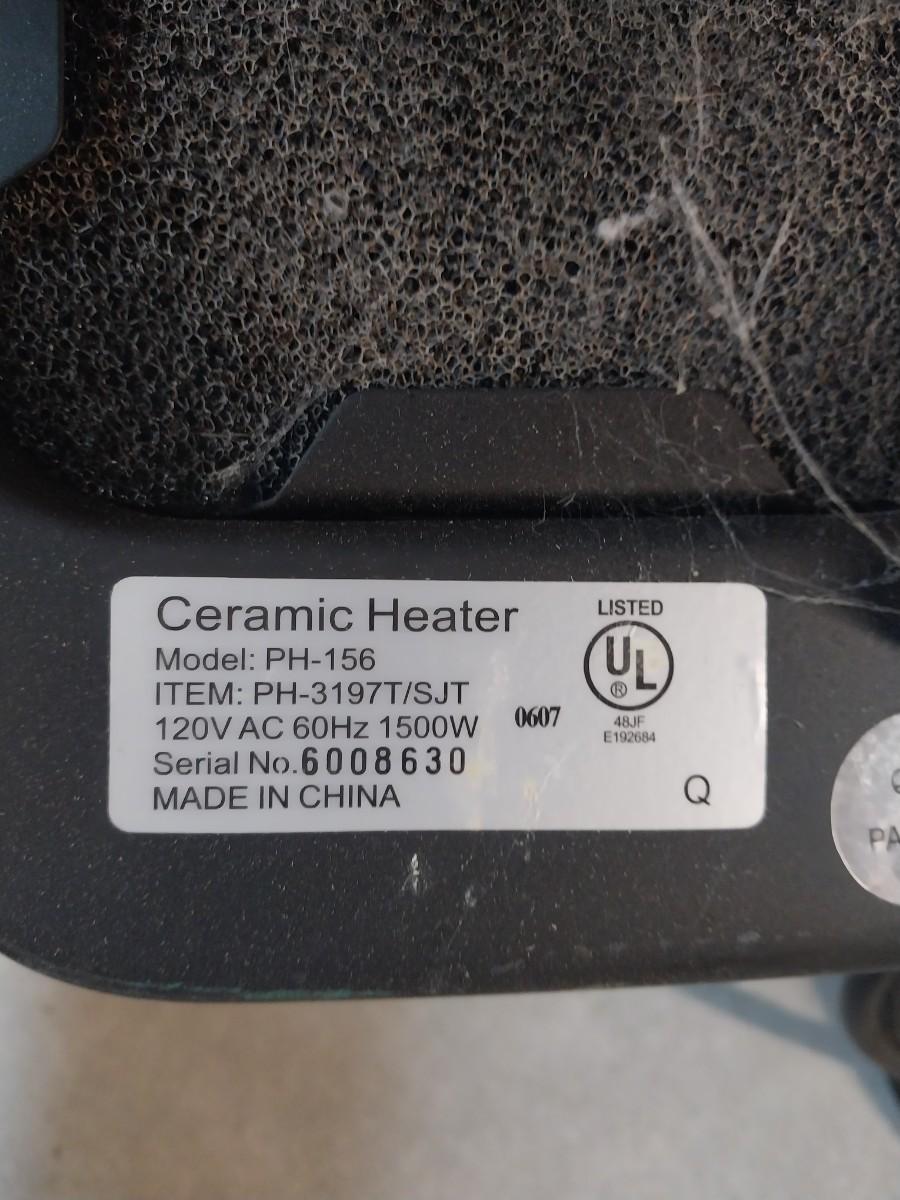 Ceramic Heater
Model: PH-156
ITEM: PH-3197T/SJT
120V AC 60Hz 1500W
Serial No.6008630
MADE IN CHINA
0607
LISTED
UL
®
48JF
E192684
Q